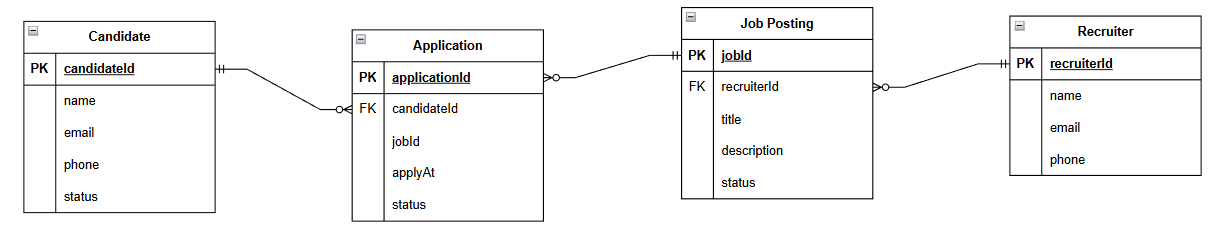 Candidate
PK candidateId
name
email
phone
status
Application
PK applicationId
FK candidateId
jobId
applyAt
status
Job Posting
PK jobId
FK recruiterId
title
description
status
Recruiter
PK recruiterId
name
email
phone